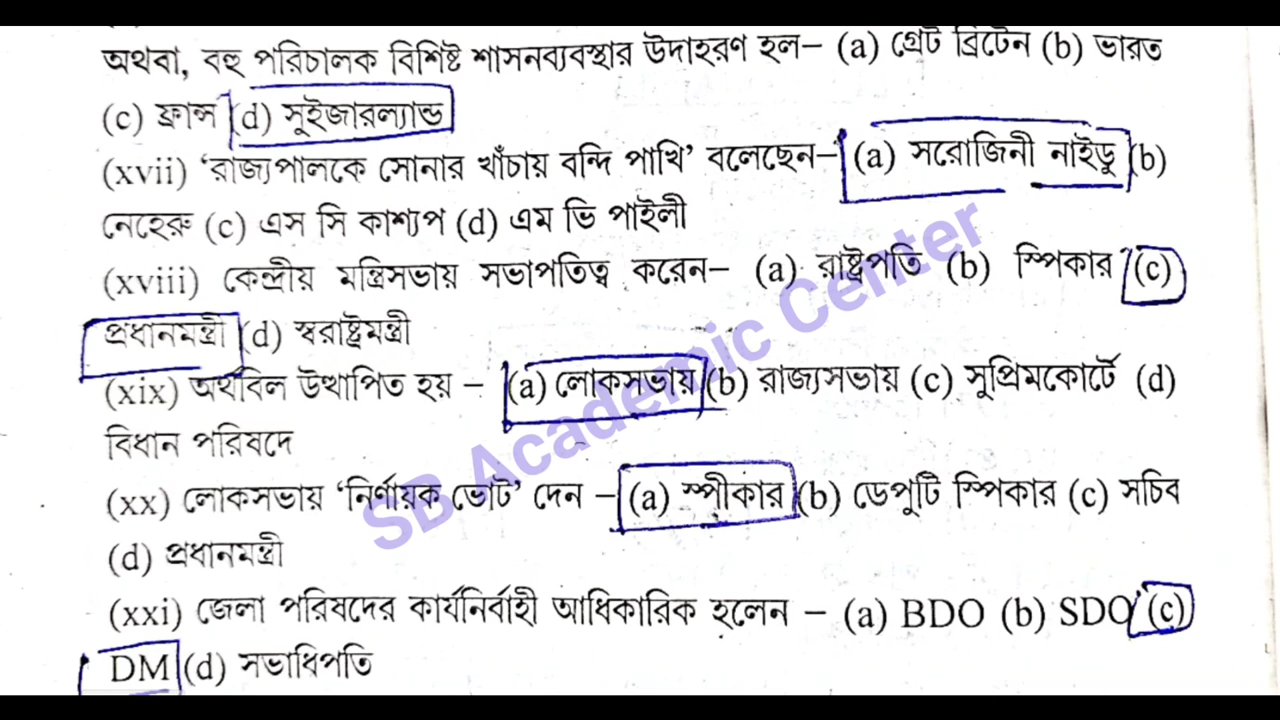 অথবা, বহু পরিচালক বিশিষ্ট শাসনব্যবস্থার উদাহরণ হল– (a) গ্রেট ব্রিটেন (b) ভারত
(c) ফ্রান্স (d) সুইজারল্যান্ড
(xvii) ‘রাজ্যপালকে সোনার খাঁচায় বন্দি পাখি’ বলেছেন– (a) সরোজিনী নাইডু (b)
নেহেরু (c) এস সি কাশ্যপ (d) এম ভি পাইলী
(xviii) কেন্দ্রীয় মন্ত্রিসভায় সভাপতিত্ব করেন– (a) রাষ্ট্রপতি (b) স্পিকার (c)
প্রধানমন্ত্রী (d) স্বরাষ্ট্রমন্ত্রী
(xix) অর্থবিল উত্থাপিত হয় – (a) লোকসভায় (b) রাজ্যসভায় (c) সুপ্রিমকোর্টে (d)
বিধান পরিষদে
(xx) লোকসভায় ‘নির্ণায়ক ভোট’ দেন – (a) স্পীকার (b) ডেপুটি স্পিকার (c) সচিব
(d) প্রধানমন্ত্রী
(xxi) জেলা পরিষদের কার্যনির্বাহী আধিকারিক হলেন – (a) BDO (b) SDO (c)
DM (d) সভাধিপতি
SB Academic Center